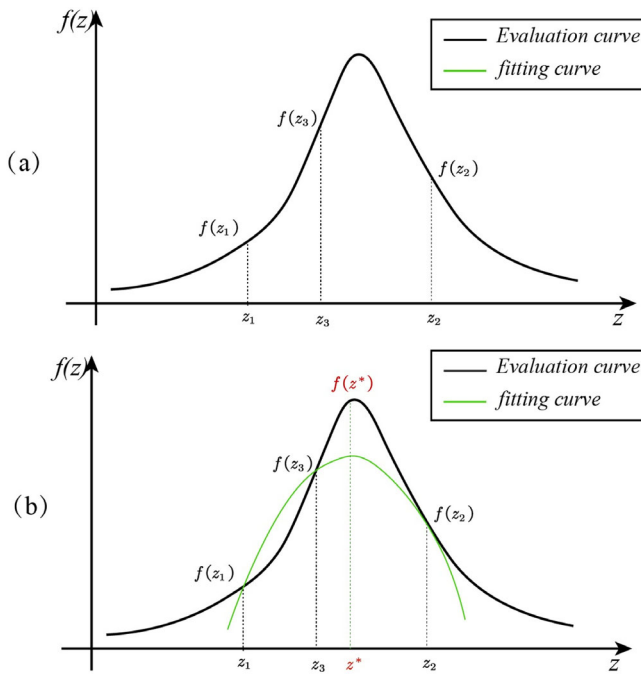 f(z)
Evaluation curve
fitting curve
f(z₃)
(a)
f(z₂)
f(z₁)
z₁
z₃
z₂
z
f(z)
Evaluation curve
fitting curve
f(z*)
f(z₃)
(b)
f(z₂)
f(z₁)
z₁
z₃
z*
z₂
z